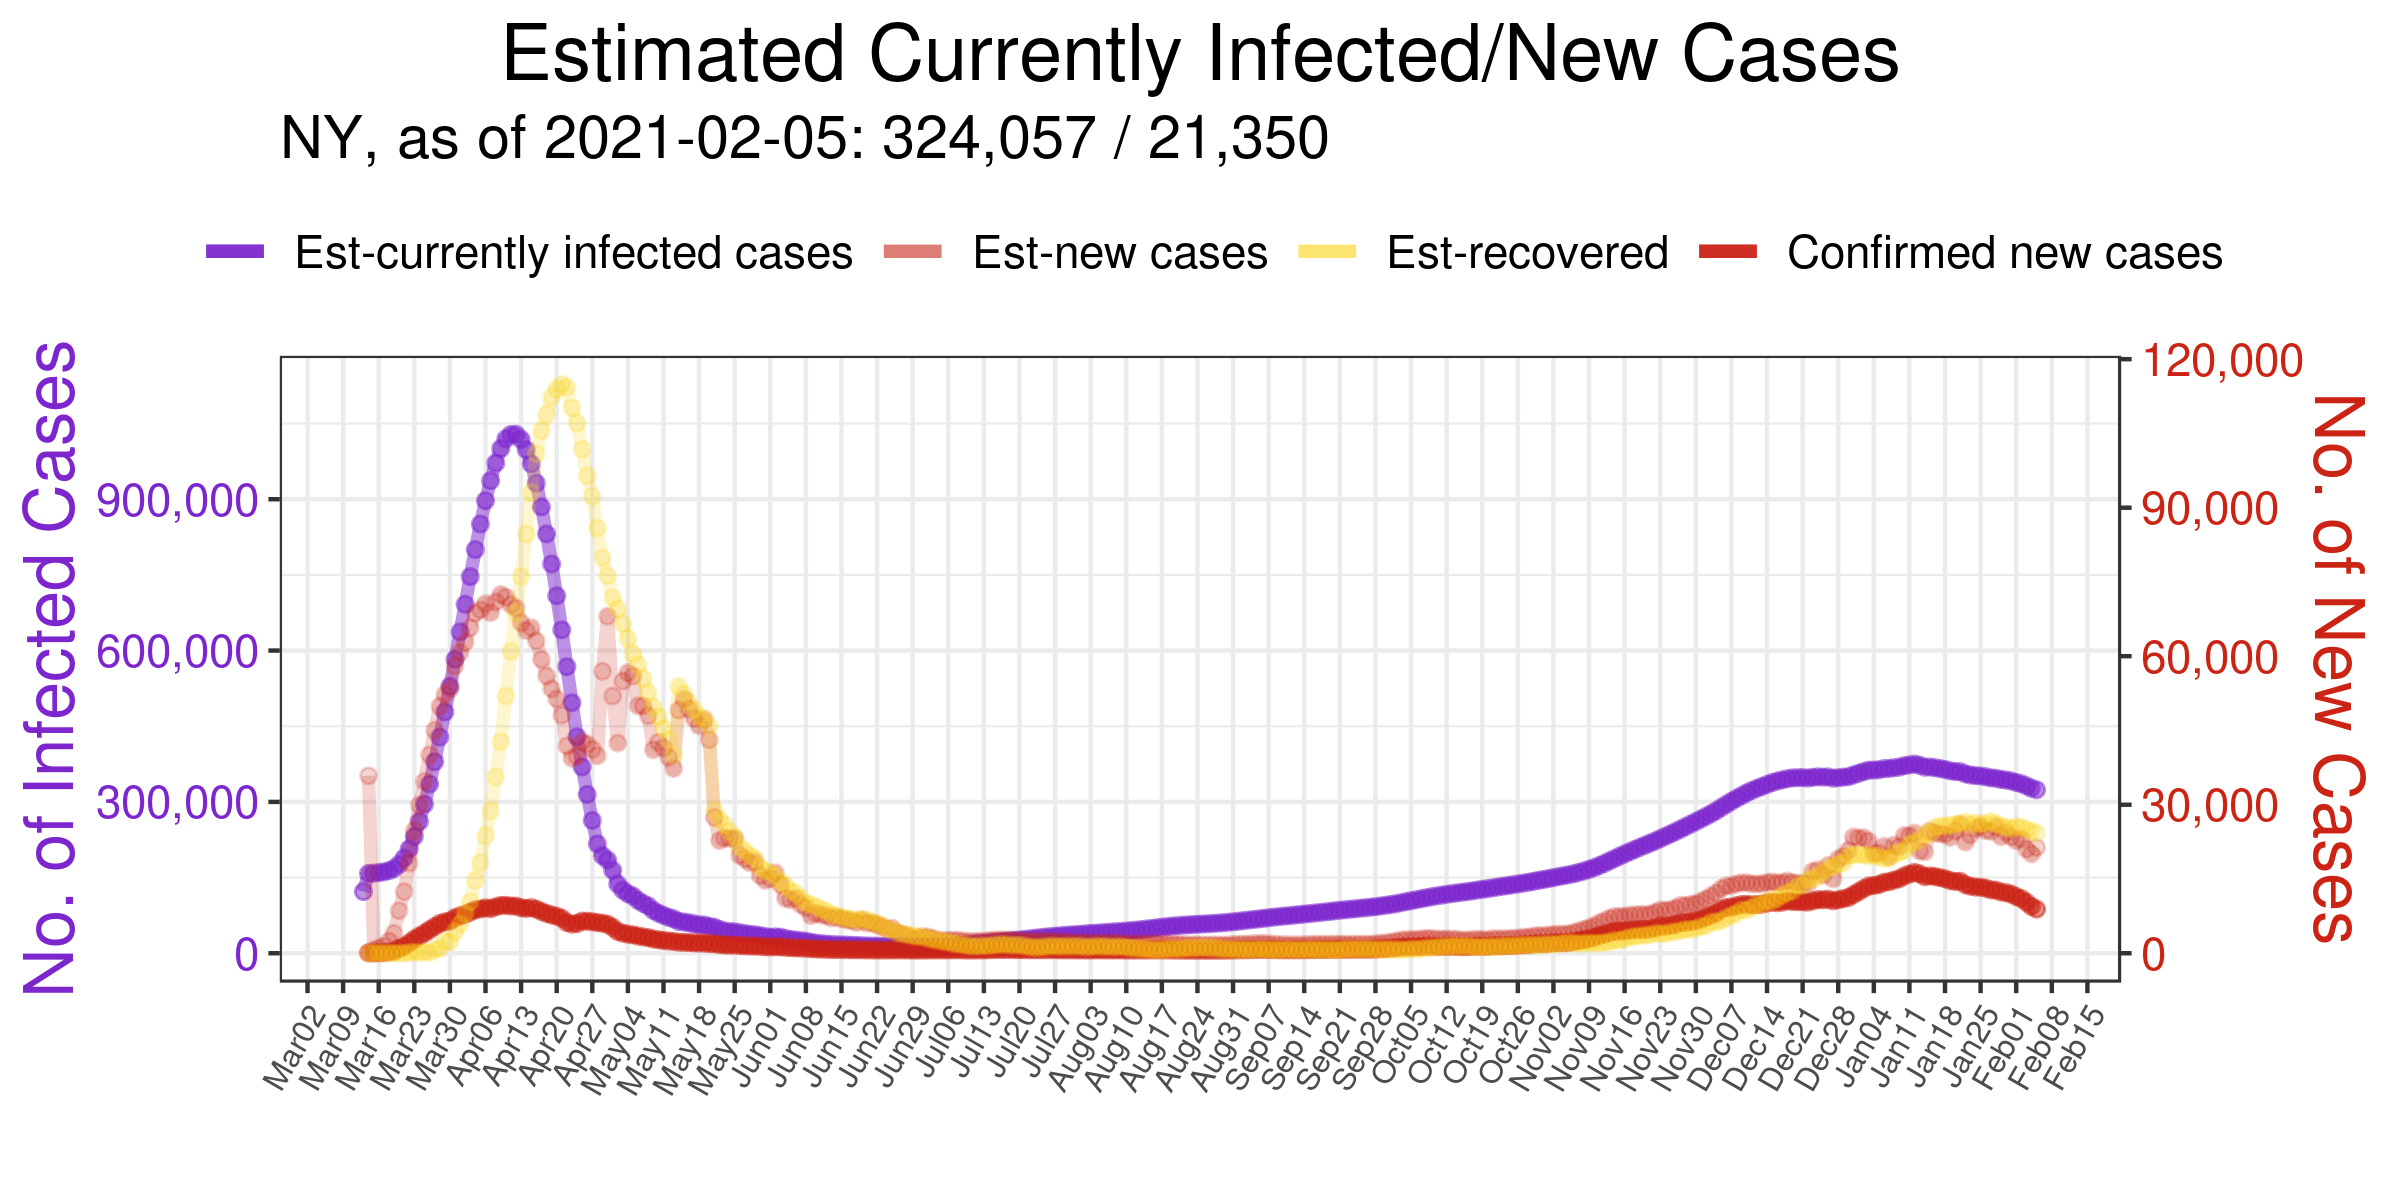 Estimated Currently Infected/New Cases
NY, as of 2021-02-05: 324,057 / 21,350
Est-currently infected cases Est-new cases Est-recovered Confirmed new cases
No. of Infected Cases
900,000
600,000
300,000
0
120,000
90,000
60,000
30,000
0
No. of New Cases
Mar02 Mar09 Mar16 Mar23 Mar30 Apr06 Apr13 Apr20 Apr27 May04 May11 May18 May25 Jun01 Jun08 Jun15 Jun22 Jun29 Jul06 Jul13 Jul20 Jul27 Aug03 Aug10 Aug17 Aug24 Aug31 Sep07 Sep14 Sep21 Sep28 Oct05 Oct12 Oct19 Oct26 Nov02 Nov09 Nov16 Nov23 Nov30 Dec07 Dec14 Dec21 Dec28 Jan04 Jan11 Jan18 Jan25 Feb01 Feb08 Feb15